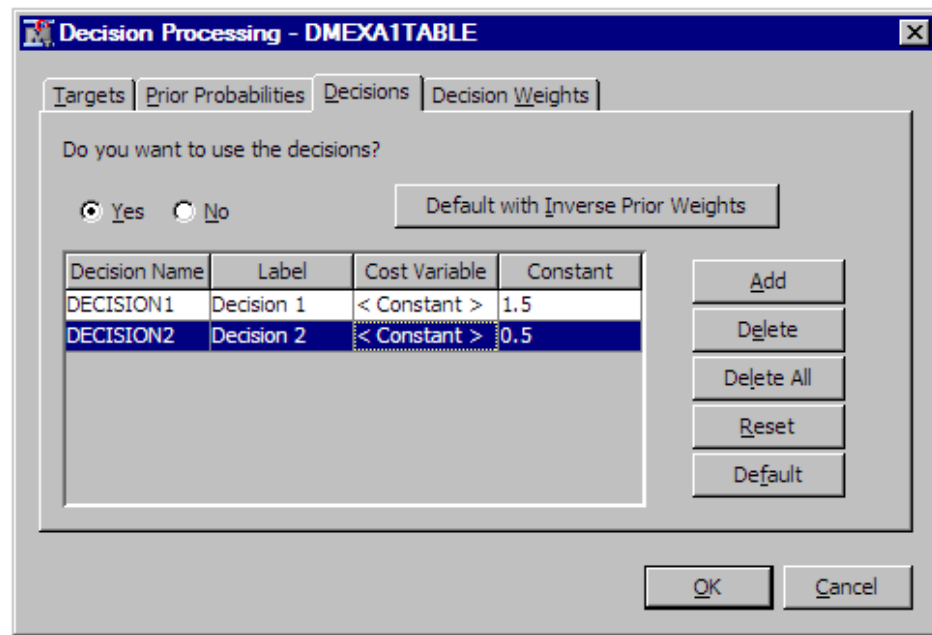 Decision Processing - DMEXA1TABLE
Targets Prior Probabilities Decisions Decision Weights
Do you want to use the decisions?
Yes No Default with Inverse Prior Weights
Decision Name Label Cost Variable Constant
DECISION1 Decision 1 < Constant > 1.5
DECISION2 Decision 2 < Constant > 0.5
Add
Delete
Delete All
Reset
Default
OK Cancel